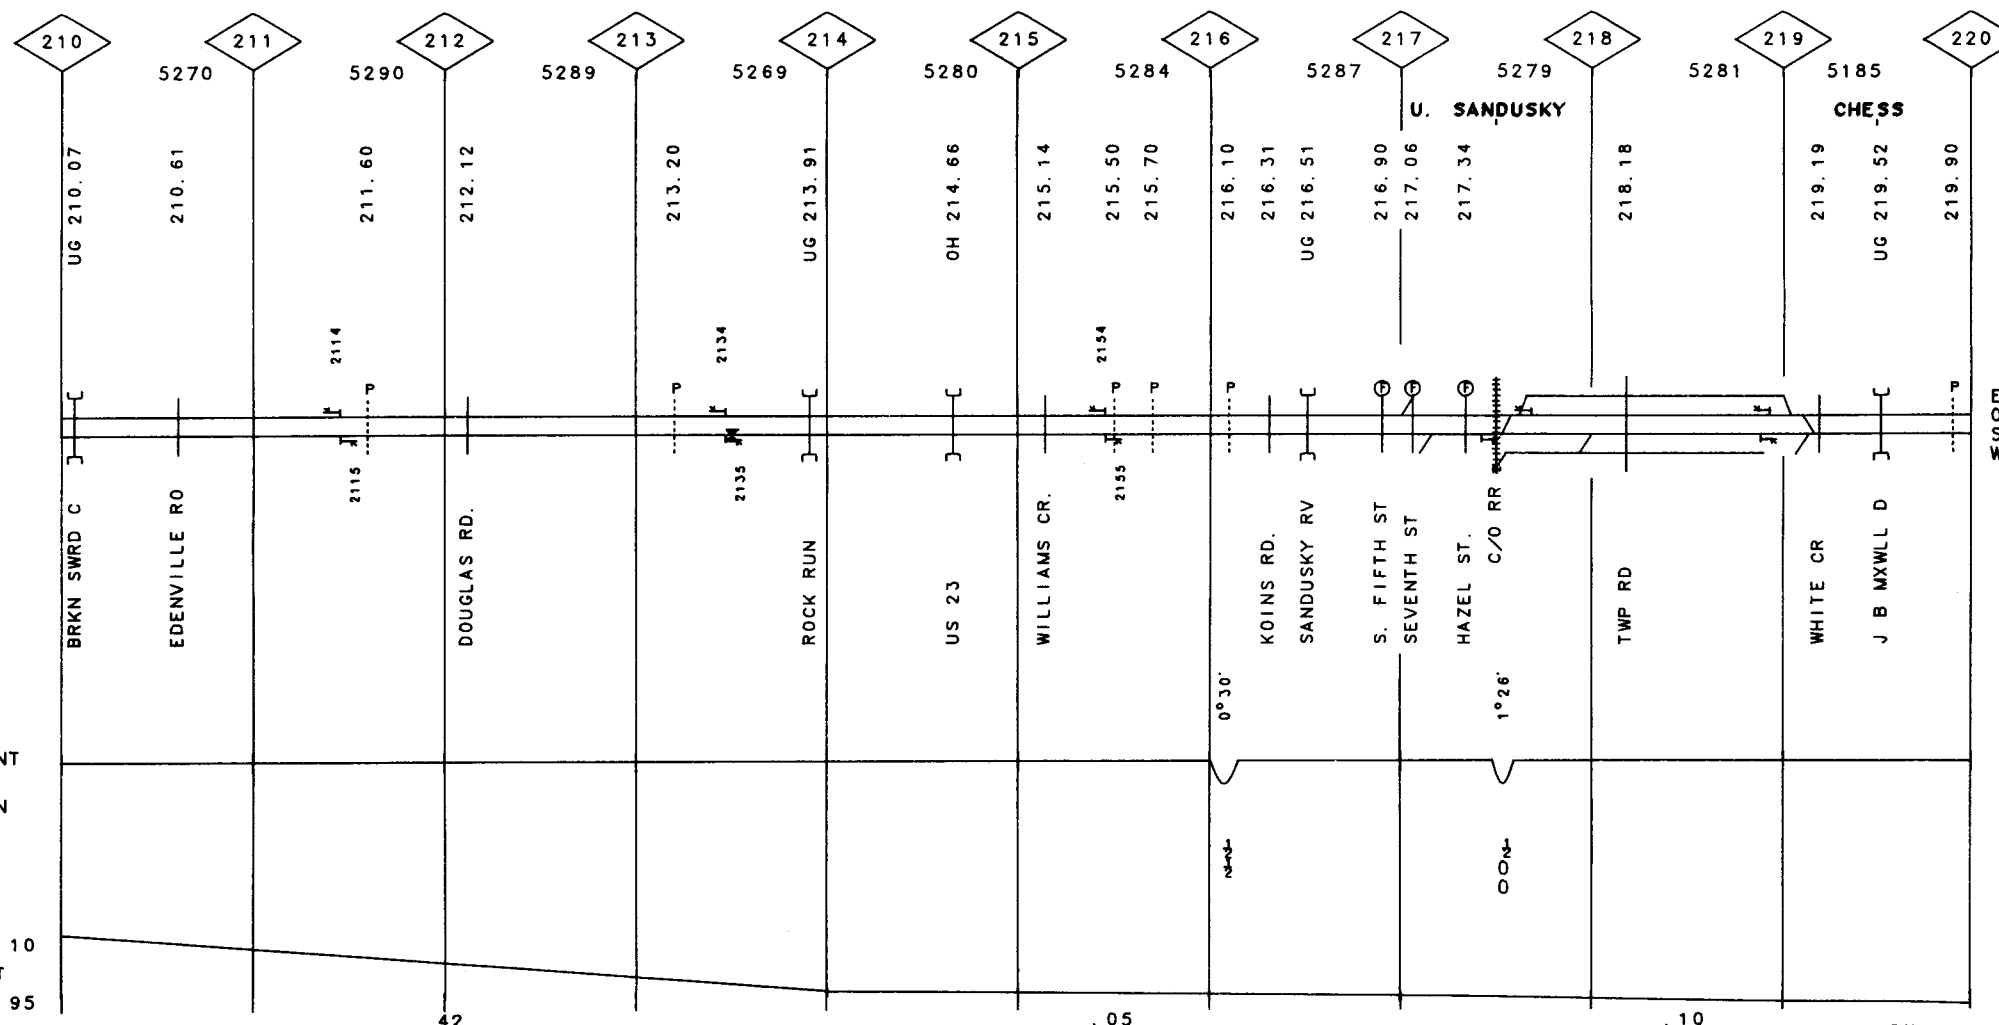 210 211 212 213 214 215 216 217 218 219 220
5270 5290 5289 5269 5280 5284 5287 5279 5281 5185
U. SANDUSKY CHESS
UG 210.07
210.61
211.60
212.12
213.20
UG 213.91
OH 214.66
215.14
215.50
215.70
216.10
216.31
UG 216.51
216.90
217.06
217.34
218.18
219.19
UG 219.52
219.90
2114 2134 2154
P P P P P F F F P
2115 2135 2155
BRKN SWRD C
EDENVILLE RO
DOUGLAS RD.
ROCK RUN
US 23
WILLIAMS CR.
KOINS RD.
SANDUSKY RV
S. FIFTH ST
SEVENTH ST
HAZEL ST.
C/O RR
TWP RD
WHITE CR
J B MXWLL D
0°30' 1°26'
NT
N
10
T
95
42 .05 .10